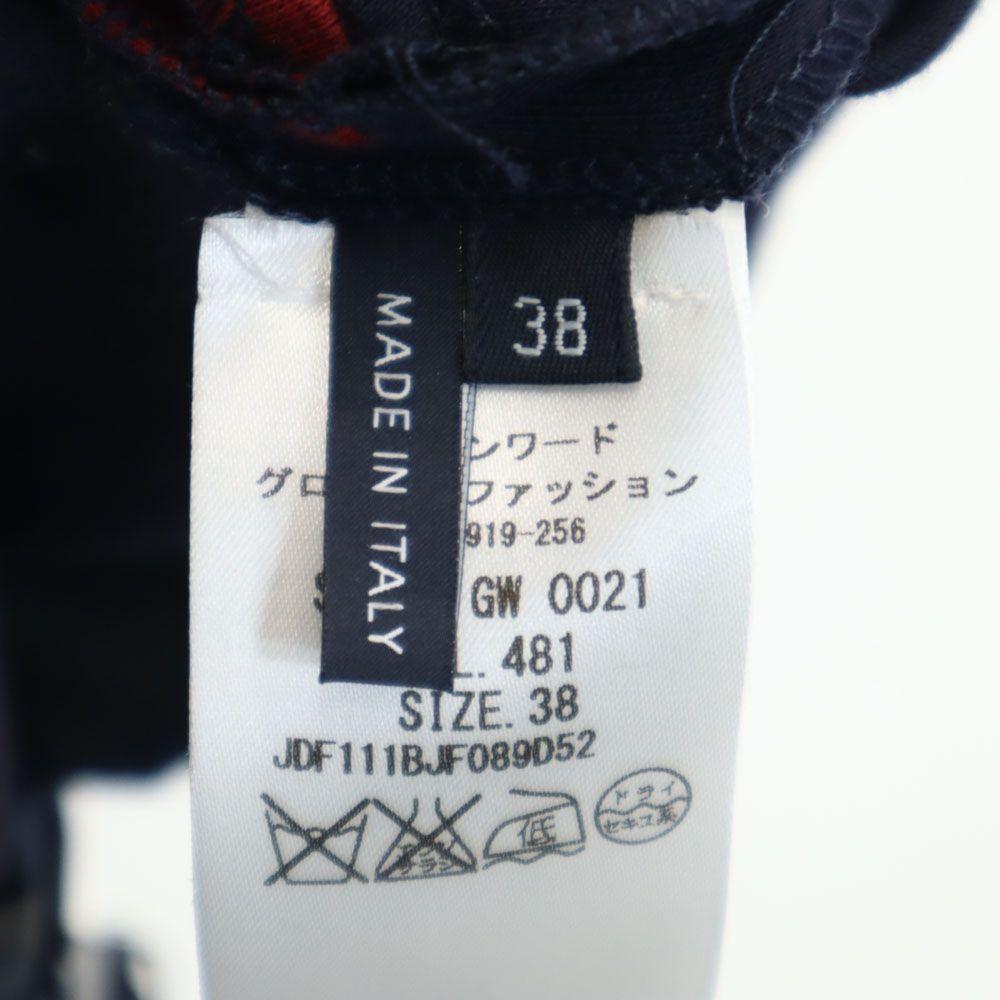 MADE IN ITALY
38
ンワード
グロ ファッション
919-256
GW 0021
481
SIZE. 38
JDF111BJF089D52
低
ドライ
セキユ系